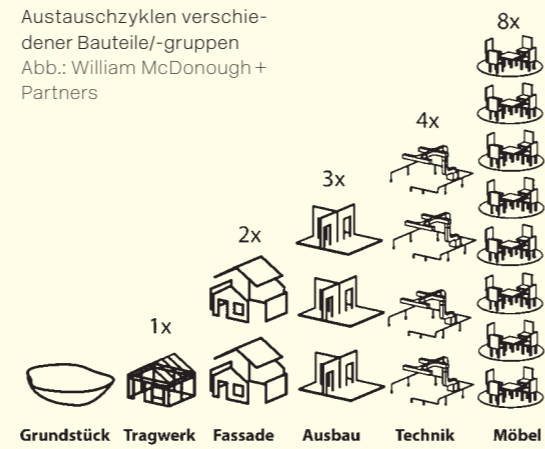 Austauschzyklen verschie-
dener Bauteile/-gruppen
Abb.: William McDonough +
Partners
8x
4x
3x
2x
1x
Grundstück Tragwerk Fassade Ausbau Technik Möbel